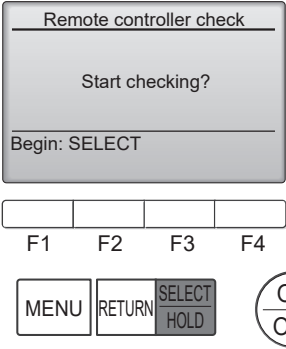 Remote controller check
Start checking?
Begin: SELECT
F1 F2 F3 F4
MENU RETURN SELECT
HOLD